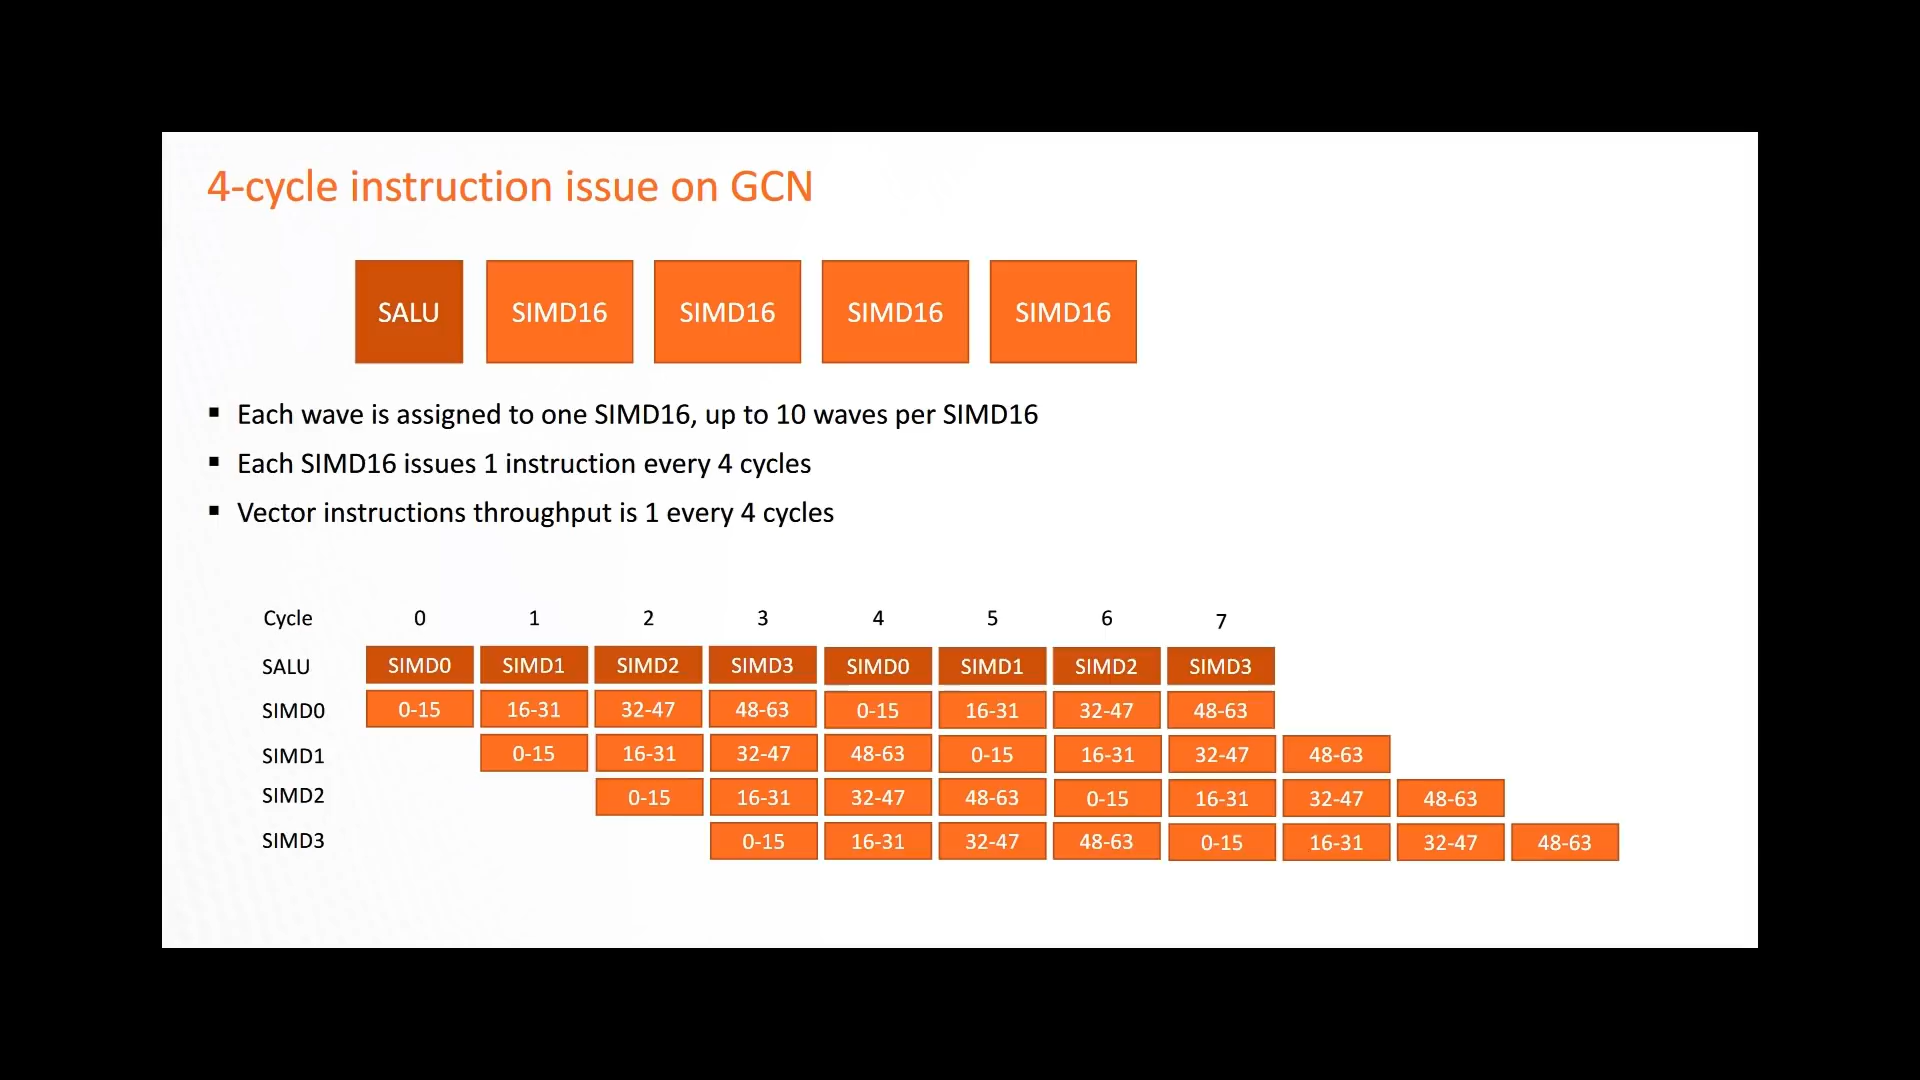 4-cycle instruction issue on GCN
SALU SIMD16 SIMD16 SIMD16 SIMD16
▪ Each wave is assigned to one SIMD16, up to 10 waves per SIMD16
▪ Each SIMD16 issues 1 instruction every 4 cycles
▪ Vector instructions throughput is 1 every 4 cycles
Cycle 0 1 2 3 4 5 6 7
SALU SIMD0 SIMD1 SIMD2 SIMD3 SIMD0 SIMD1 SIMD2 SIMD3
SIMD0 0-15 16-31 32-47 48-63 0-15 16-31 32-47 48-63
SIMD1 0-15 16-31 32-47 48-63 0-15 16-31 32-47 48-63
SIMD2 0-15 16-31 32-47 48-63 0-15 16-31 32-47 48-63
SIMD3 0-15 16-31 32-47 48-63 0-15 16-31 32-47 48-63